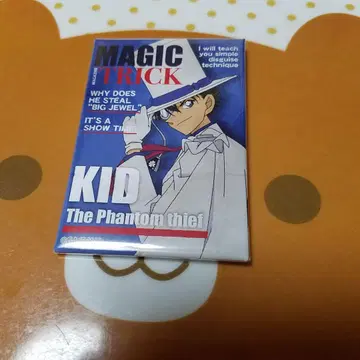 MAGIC
TRICK
MAGAZINE
I will teach
you simple
disguise
technique
WHY DOES
HE STEAL
"BIG JEWEL"
IT'S A
SHOW TI
KID
The Phantom thief